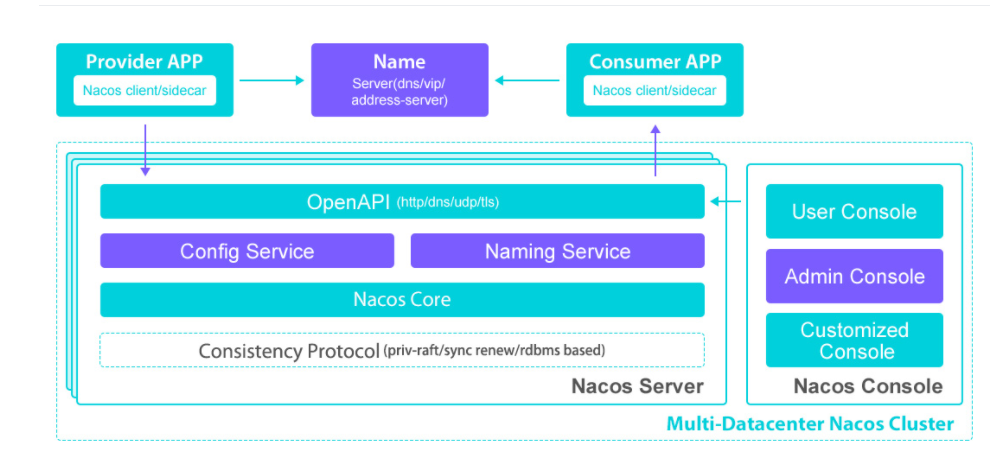 Provider APP
Nacos client/sidecar
Name
Server(dns/vip/
address-server)
Consumer APP
Nacos client/sidecar
OpenAPI (http/dns/udp/tls)
Config Service
Naming Service
Nacos Core
Consistency Protocol (priv-raft/sync renew/rdbms based)
Nacos Server
User Console
Admin Console
Customized
Console
Nacos Console
Multi-Datacenter Nacos Cluster